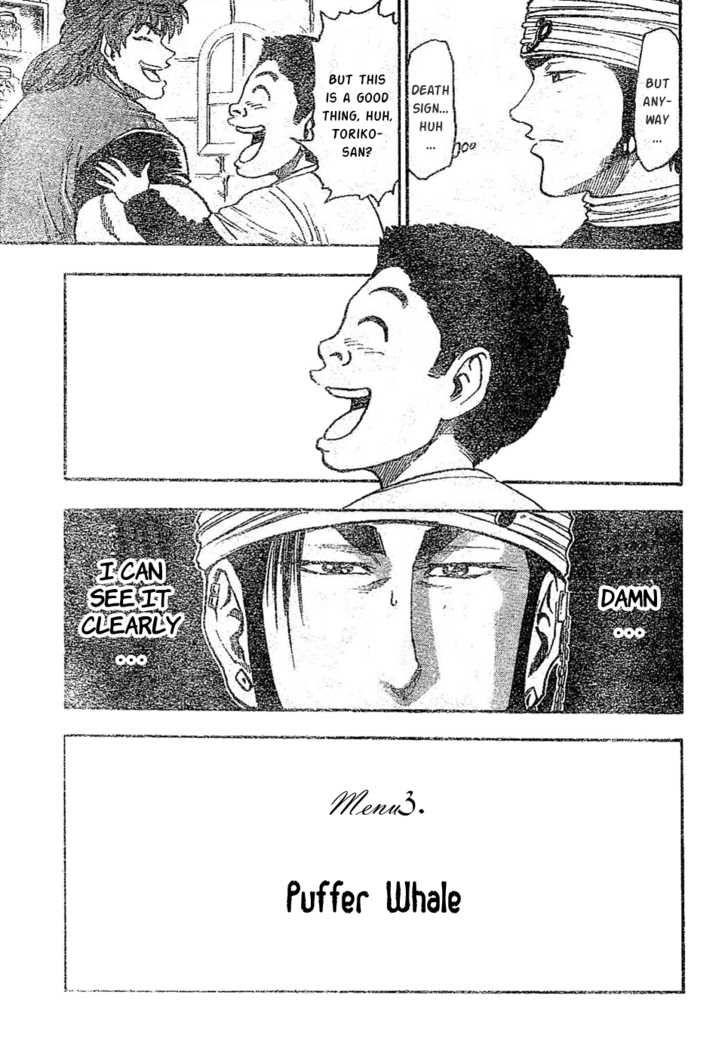 BUT
ANY-
WAY
...
DEATH
SIGN...
HUH
...
BUT THIS
IS A GOOD
THING, HUH,
TORIKO-
SAN?
DAMN
...
I CAN
SEE IT
CLEARLY
...
Menu3.
Puffer Whale